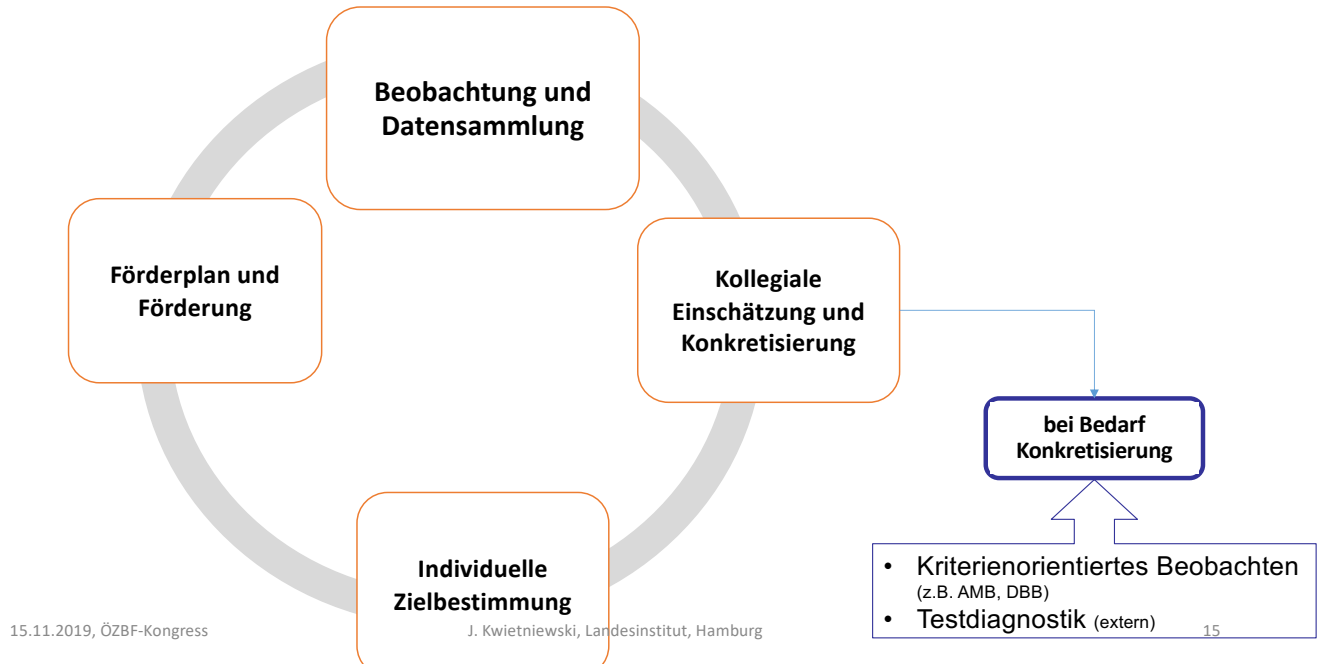 Beobachtung und
Datensammlung
Förderplan und
Förderung
Kollegiale
Einschätzung und
Konkretisierung
bei Bedarf
Konkretisierung
Individuelle
Zielbestimmung
• Kriterienorientiertes Beobachten
(z.B. AMB, DBB)
• Testdiagnostik (extern)
15.11.2019, ÖZBF-Kongress
J. Kwietniewski, Landesinstitut, Hamburg
15